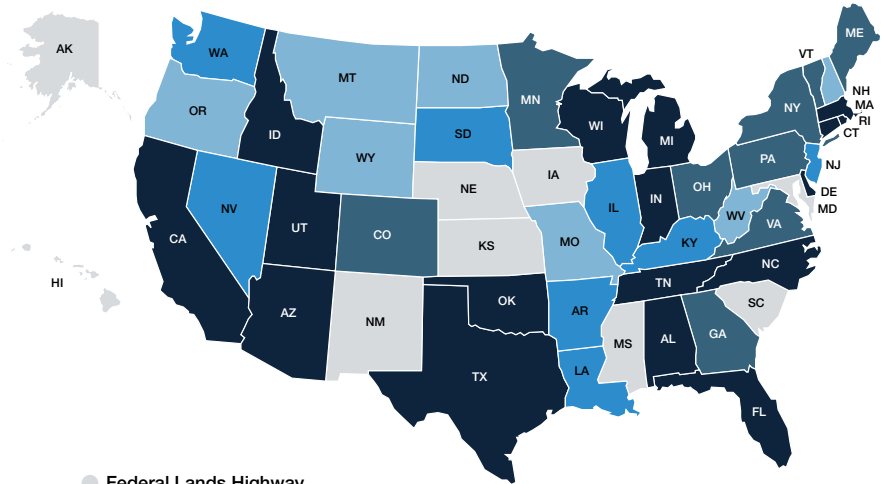 AK
WA
MT
ND
MN
VT
ME
OR
ID
WY
SD
WI
MI
NY
NH
MA
RI
CT
NV
UT
CO
NE
IA
IL
IN
OH
PA
NJ
DE
MD
CA
AZ
NM
KS
MO
KY
WV
VA
HI
OK
AR
TN
NC
TX
LA
MS
AL
GA
SC
FL
Federal Lands Highway